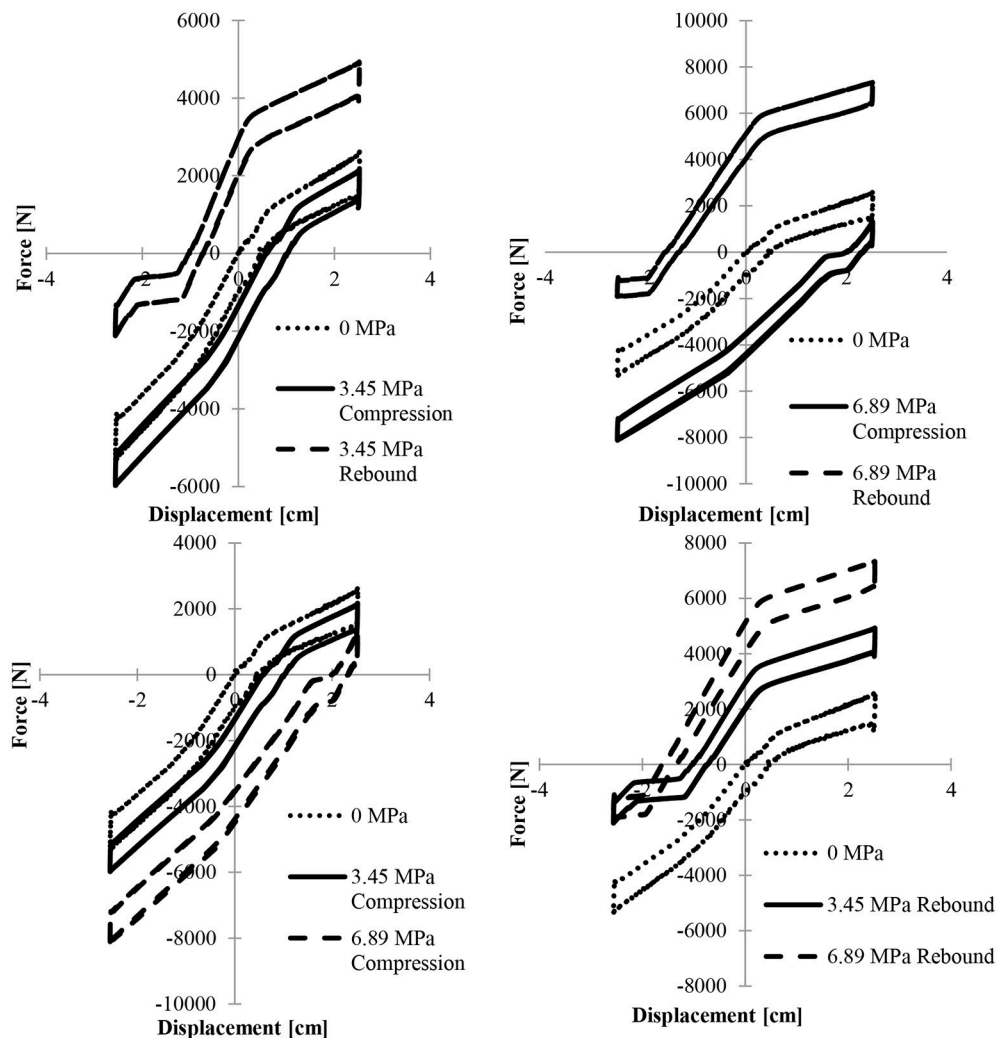 6000
4000
2000
0
-4
-2
0
2
4
-2000
-4000
-6000
Force [N]
Displacement [cm]
0 MPa
3.45 MPa
Compression
3.45 MPa
Rebound
10000
8000
6000
4000
2000
0
-4
-2
0
2
4
-2000
-4000
-6000
-8000
-10000
Force [N]
Displacement [cm]
0 MPa
6.89 MPa
Compression
6.89 MPa
Rebound
4000
2000
0
-4
-2
0
2
4
-2000
-4000
-6000
-8000
-10000
Force [N]
Displacement [cm]
0 MPa
3.45 MPa
Compression
6.89 MPa
Compression
8000
6000
4000
2000
0
-4
-2
0
2
4
-2000
-4000
-6000
-8000
Force [N]
Displacement [cm]
0 MPa
3.45 MPa Rebound
6.89 MPa Rebound